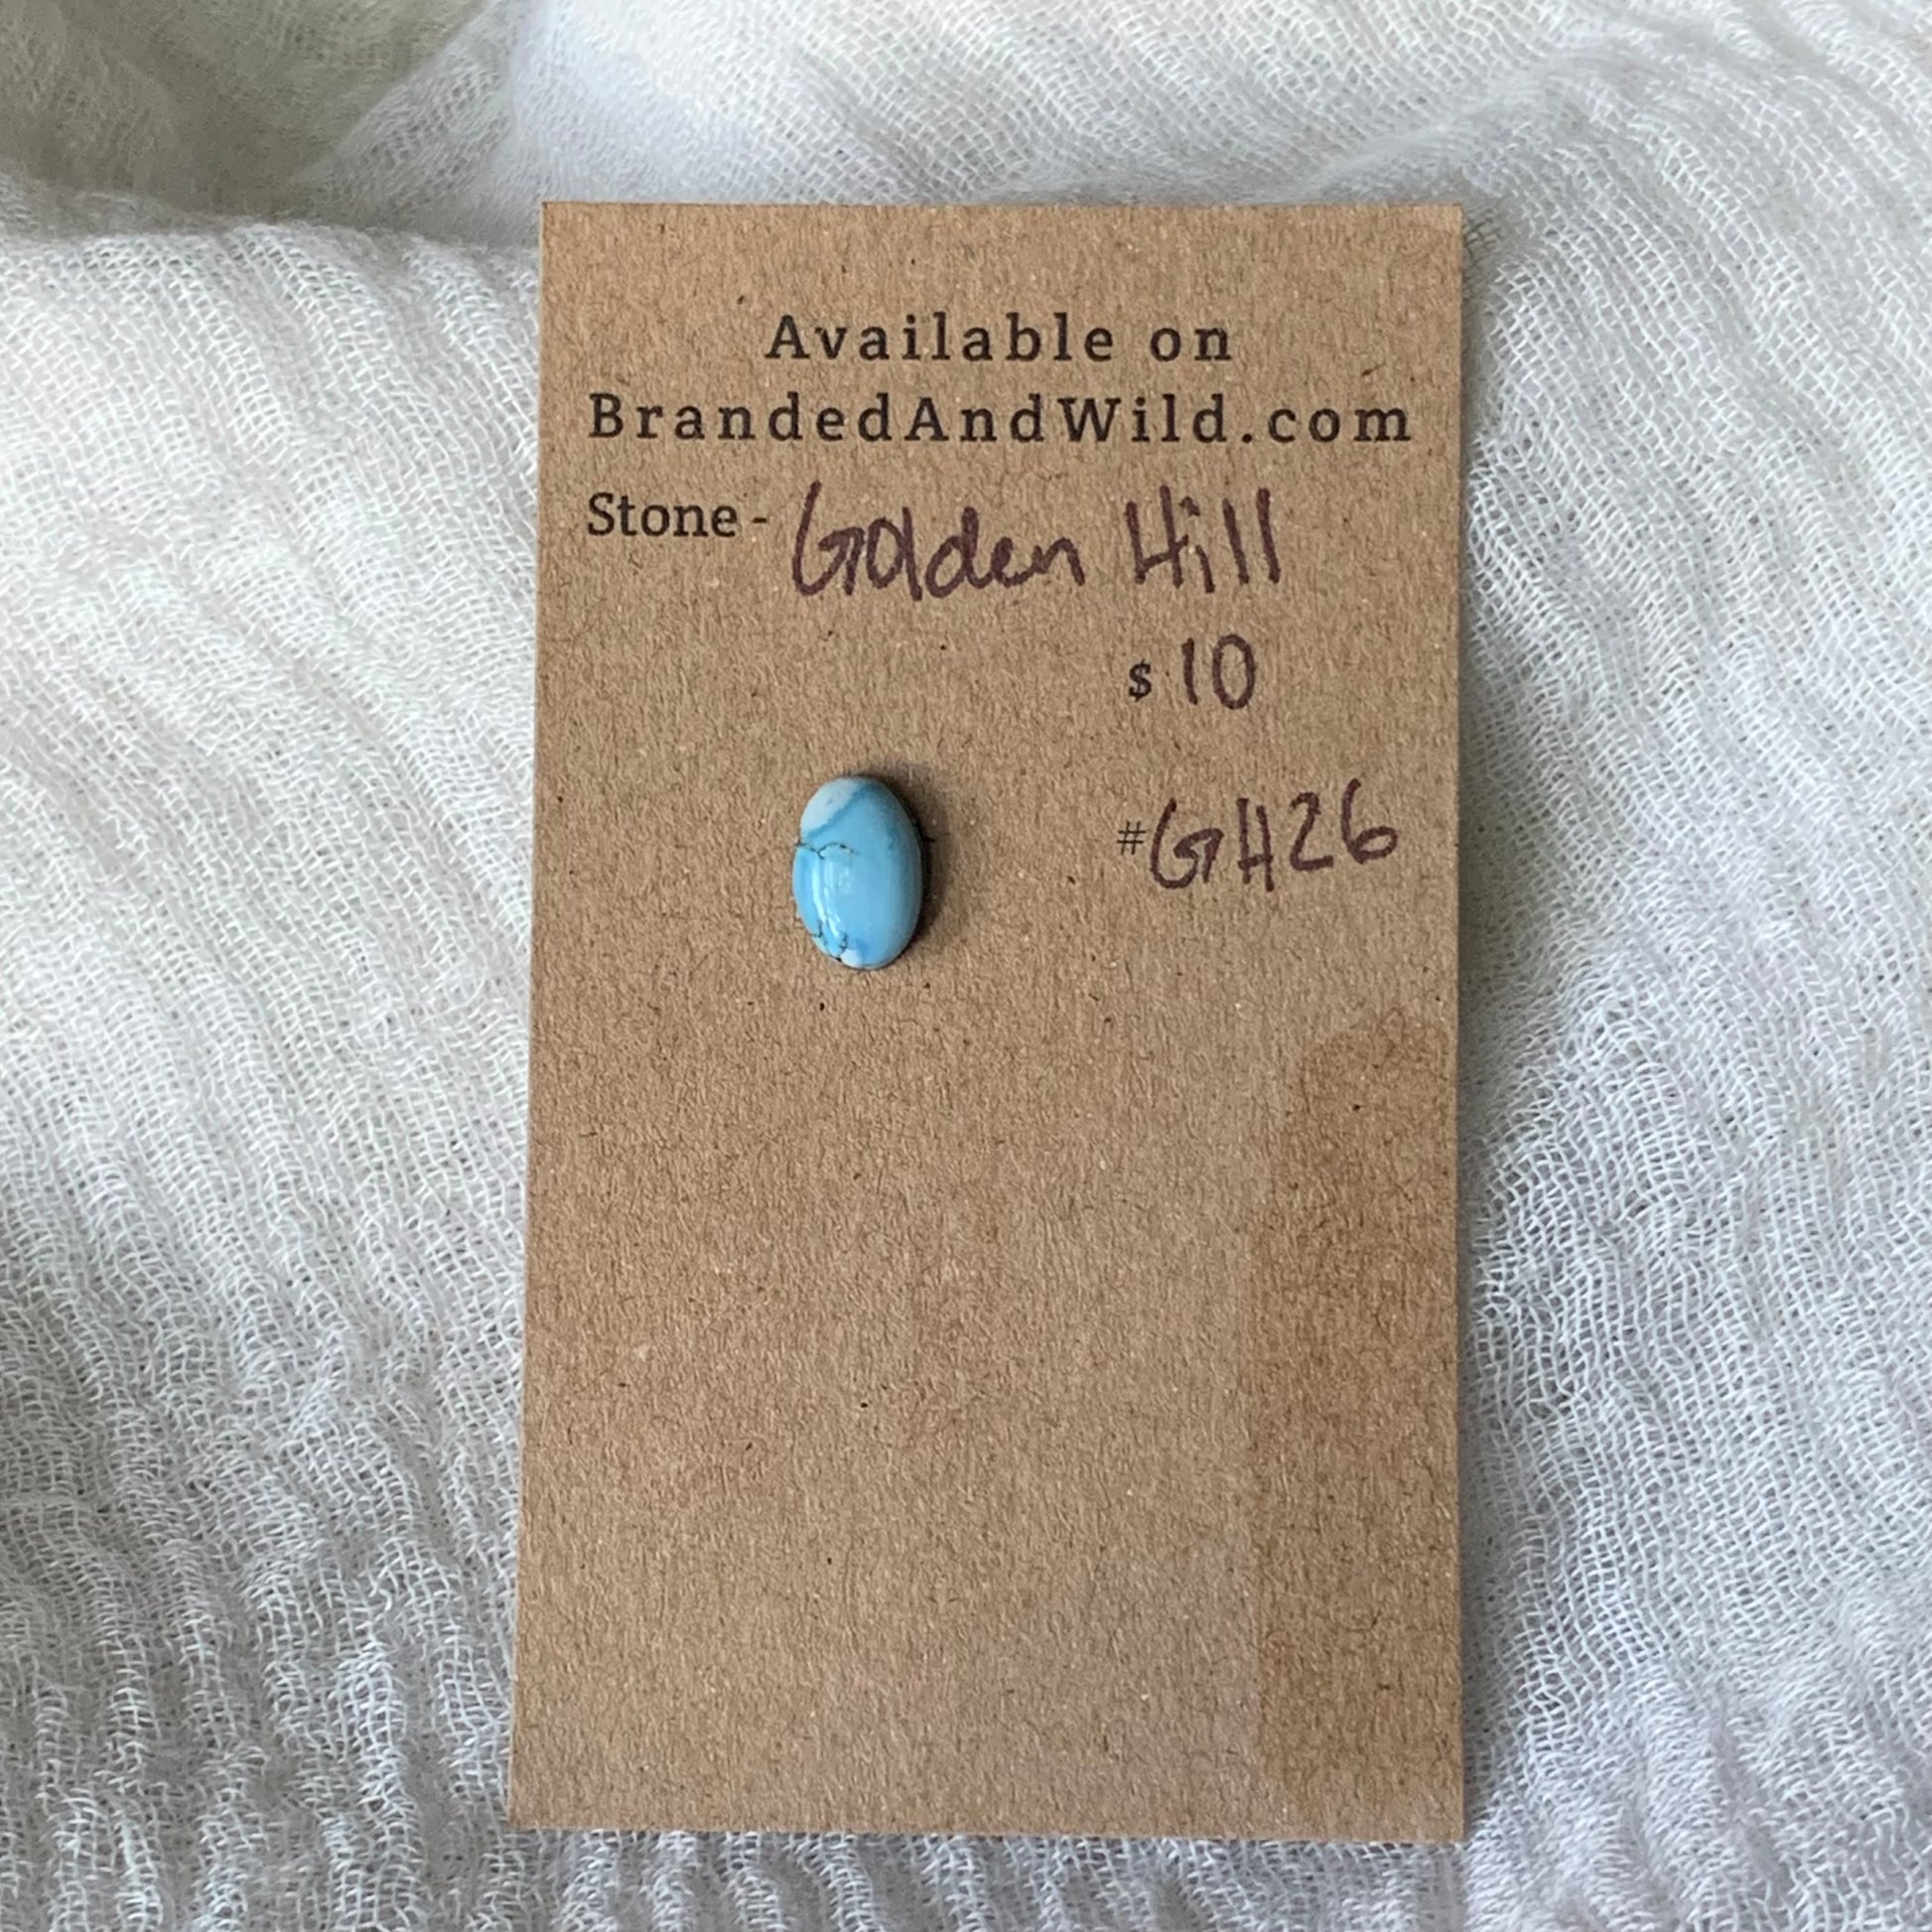 Available on
BrandedAndWild.com
Stone - Golden Hill
$ 10
#GH26